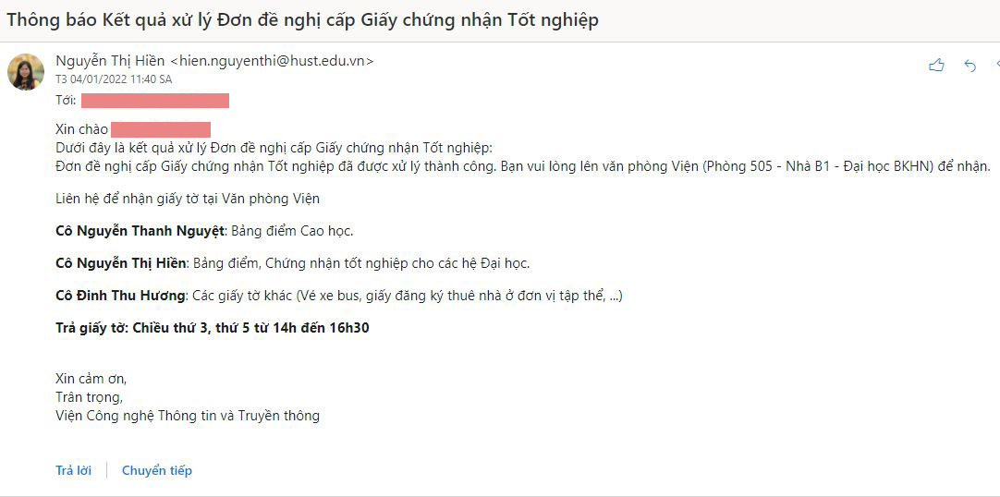 Thông báo Kết quả xử lý Đơn đề nghị cấp Giấy chứng nhận Tốt nghiệp
Nguyễn Thị Hiền <hien.nguyenthi@hust.edu.vn>
T3 04/01/2022 11:40 SA
Tới:
Xin chào
Dưới đây là kết quả xử lý Đơn đề nghị cấp Giấy chứng nhận Tốt nghiệp:
Đơn đề nghị cấp Giấy chứng nhận Tốt nghiệp đã được xử lý thành công. Bạn vui lòng lên văn phòng Viện (Phòng 505 - Nhà B1 - Đại học BKHN) để nhận.
Liên hệ để nhận giấy tờ tại Văn phòng Viện
Cô Nguyễn Thanh Nguyệt: Bảng điểm Cao học.
Cô Nguyễn Thị Hiền: Bảng điểm, Chứng nhận tốt nghiệp cho các hệ Đại học.
Cô Đinh Thu Hương: Các giấy tờ khác (Vé xe bus, giấy đăng ký thuê nhà ở đơn vị tập thể, ...)
Trả giấy tờ: Chiều thứ 3, thứ 5 từ 14h đến 16h30
Xin cảm ơn,
Trân trọng,
Viện Công nghệ Thông tin và Truyền thông
Trả lời
Chuyển tiếp